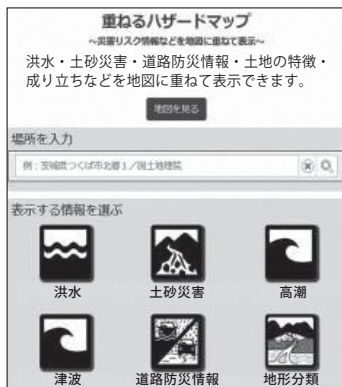 重ねるハザードマップ
～災害リスク情報などを地図に重ねて表示～
洪水・土砂災害・道路防災情報・土地の特徴・
成り立ちなどを地図に重ねて表示できます。
地図を見る
場所を入力
例：茨城県つくば市北郷1／国土地理院
表示する情報を選ぶ
洪水 土砂災害 高潮
津波 道路防災情報 地形分類